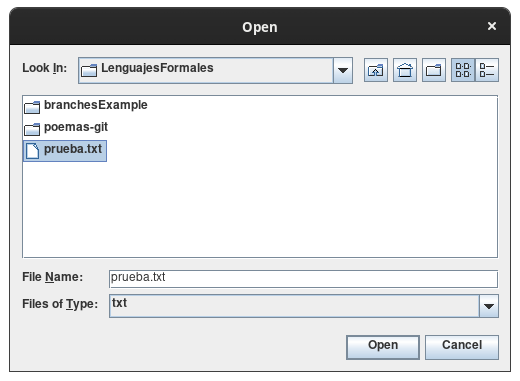 Open
Look In: LenguajesFormales
branchesExample
poemas-git
prueba.txt
File Name: prueba.txt
Files of Type: txt
Open Cancel